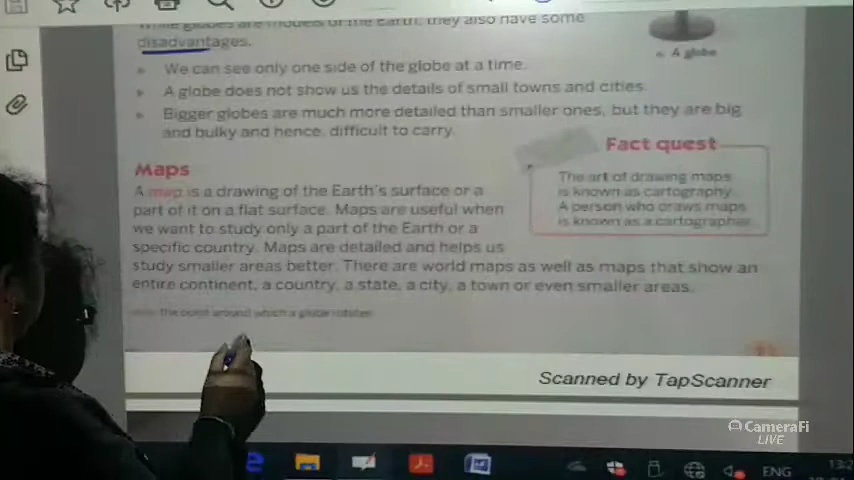 While globes are models of the Earth, they also have some
disadvantages.
A globe
We can see only one side of the globe at a time.
A globe does not show us the details of small towns and cities.
Bigger globes are much more detailed than smaller ones, but they are big
and bulky and hence, difficult to carry.
Fact quest
The art of drawing maps
is known as cartography.
A person who draws maps
is known as a cartographer.
Maps
A map is a drawing of the Earth's surface or a
part of it on a flat surface. Maps are useful when
we want to study only a part of the Earth or a
specific country. Maps are detailed and helps us
study smaller areas better. There are world maps as well as maps that show an
entire continent, a country, a state, a city, a town or even smaller areas.
the point around which a globe rotates
Scanned by TapScanner
CameraFi
LIVE
ENG